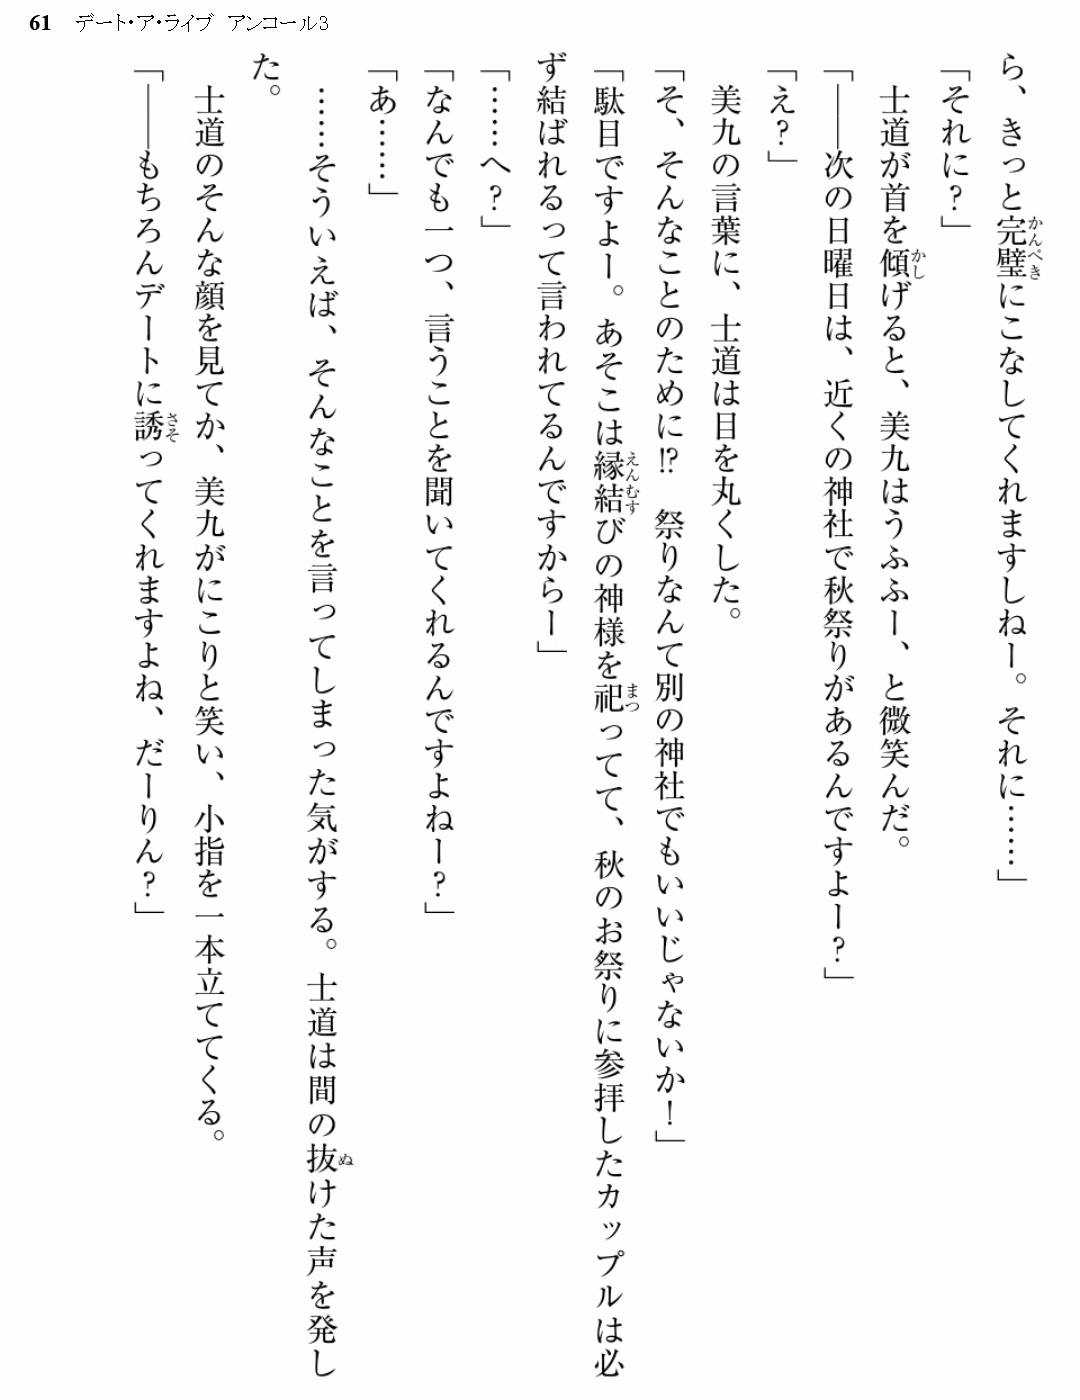 61 デート・ア・ライブ アンコール3
ら、きっと完璧にこなしてくれますしねー。それに……」
「それに？」
　士道が首を傾げると、美九はうふふー、と微笑んだ。
「——次の日曜日は、近くの神社で秋祭りがあるんですよー？」
「え？」
　美九の言葉に、士道は目を丸くした。
「そ、そんなことのために!?　祭りなんて別の神社でもいいじゃないか！」
「駄目ですよー。あそこは縁結びの神様を祀ってて、秋のお祭りに参拝したカップルは必
ず結ばれるって言われてるんですからー」
「……へ？」
「なんでも一つ、言うことを聞いてくれるんですよねー？」
「あ……」
　……そういえば、そんなことを言ってしまった気がする。士道は間の抜けた声を発し
た。
　士道のそんな顔を見てか、美九がにこりと笑い、小指を一本立ててくる。
「——もちろんデートに誘ってくれますよね、だーりん？」